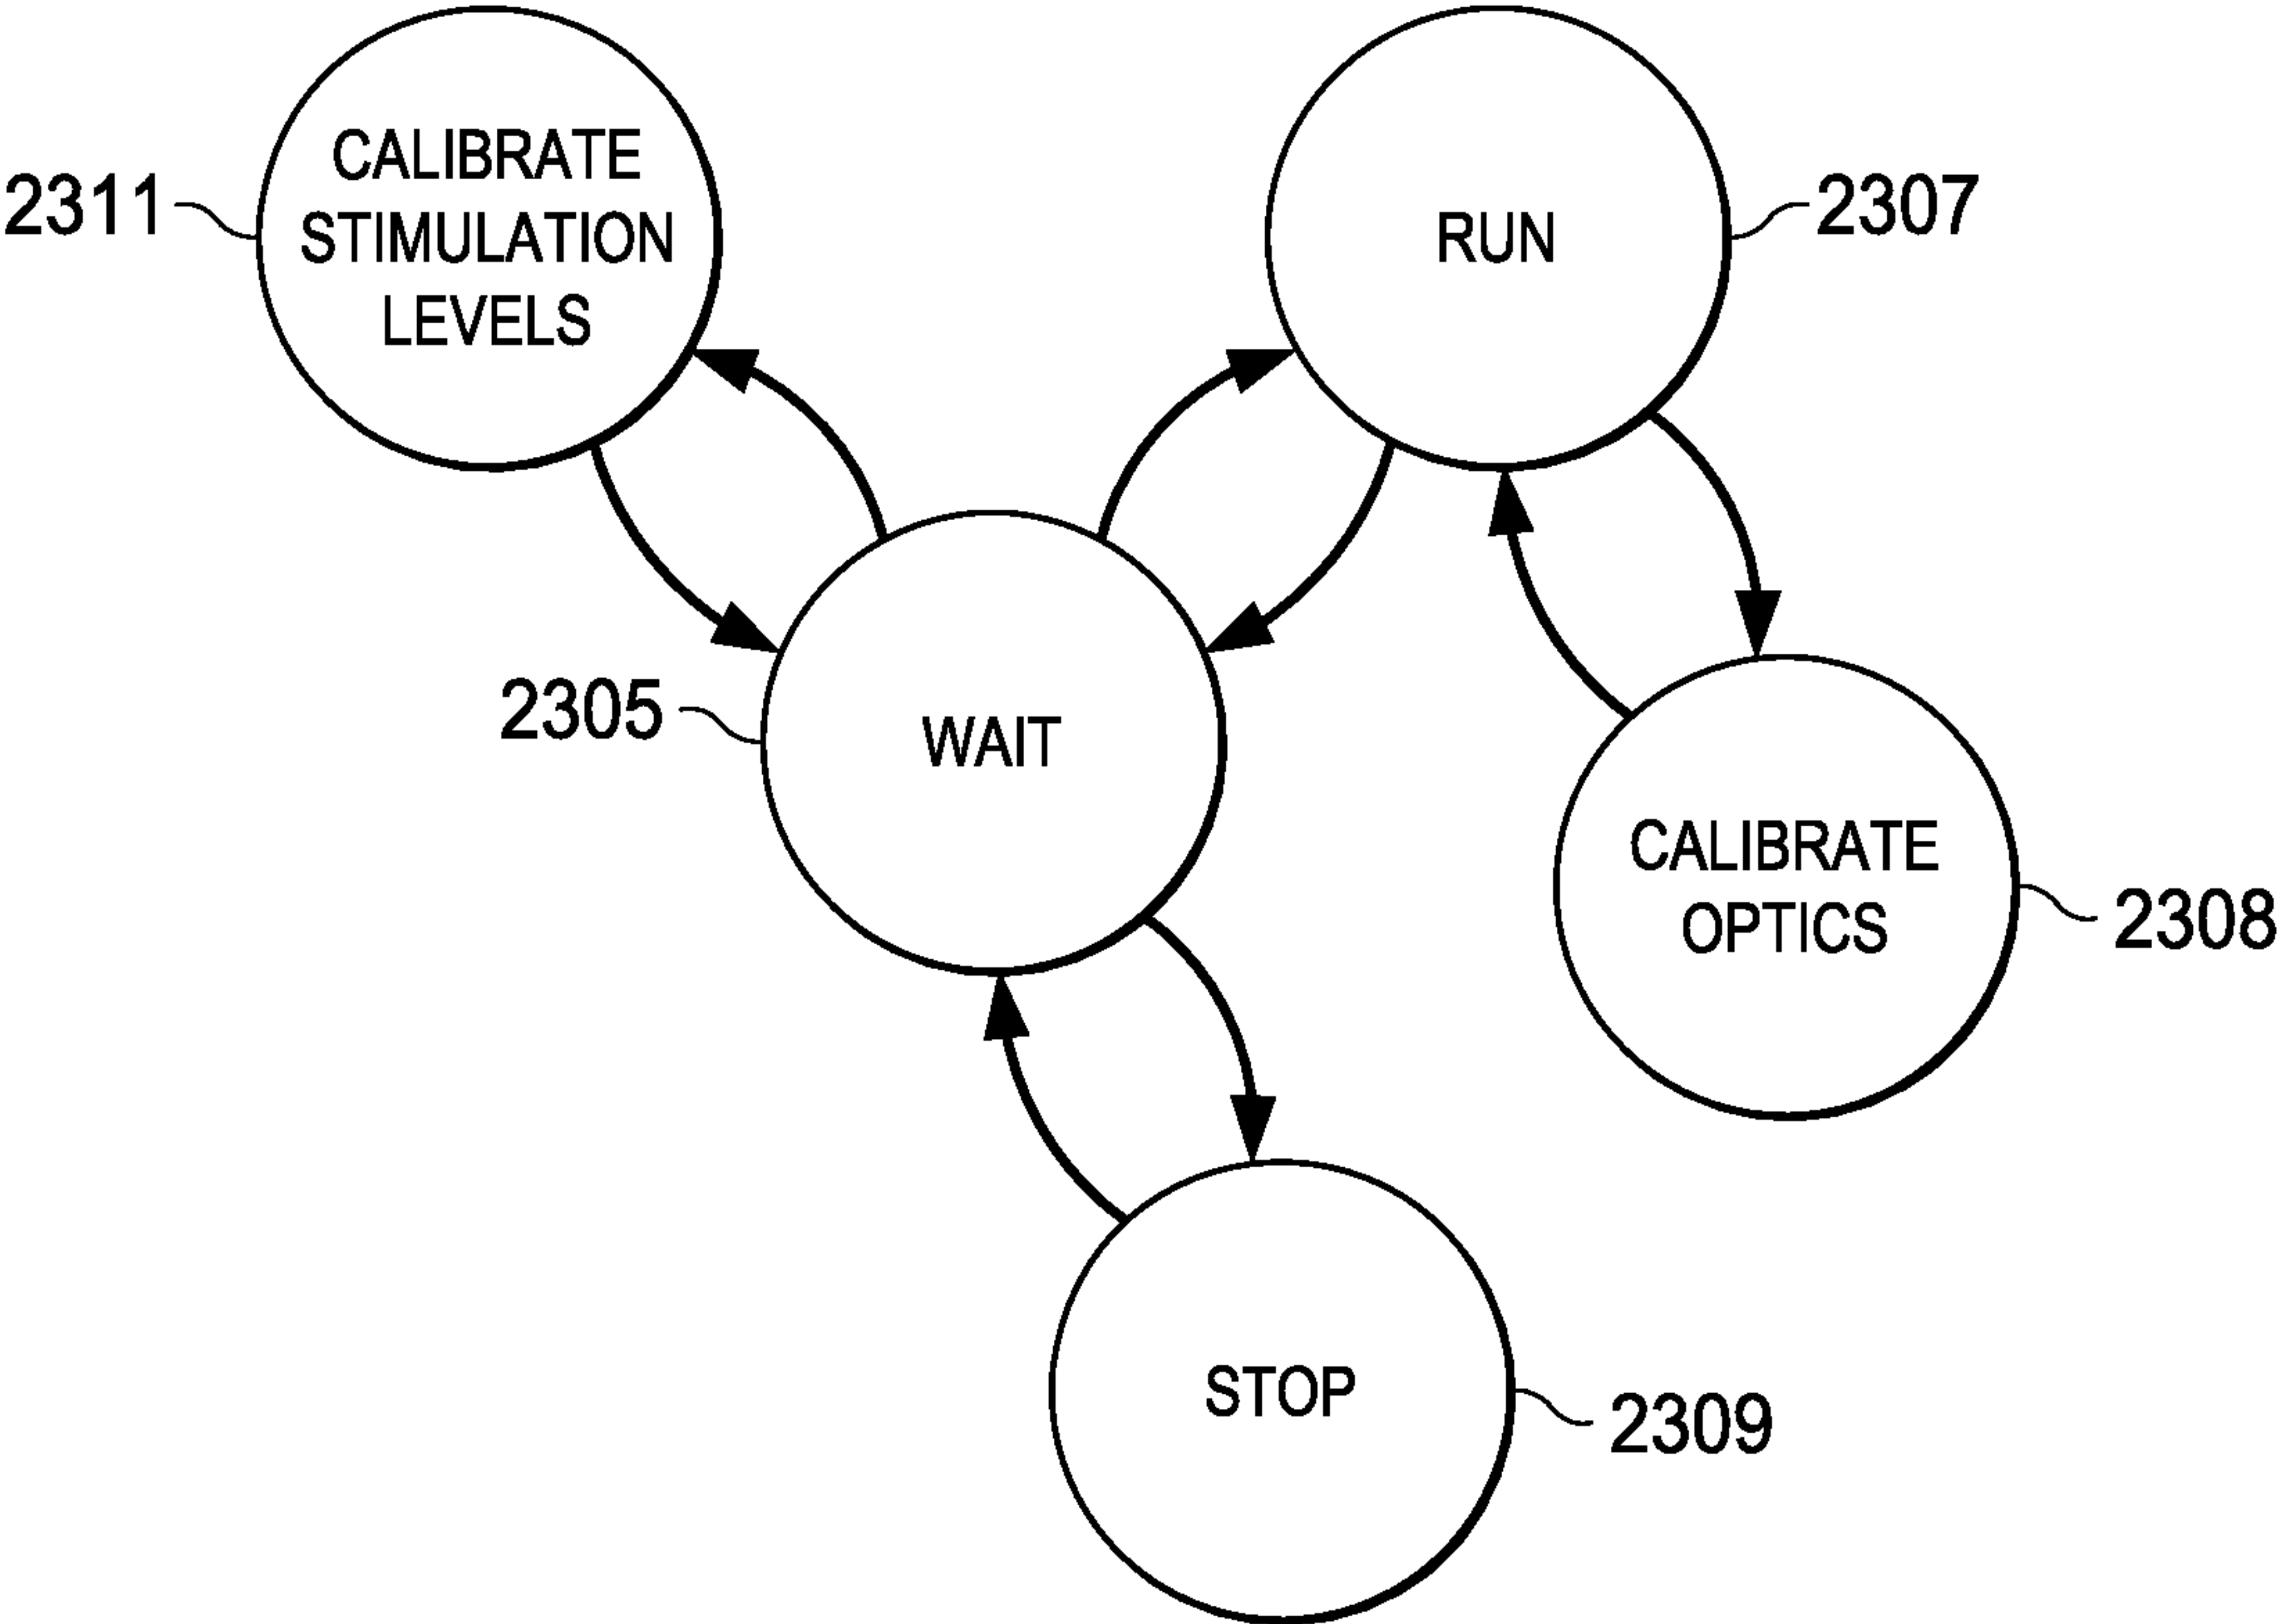 CALIBRATE
STIMULATION
LEVELS
2311
RUN
2307
2305
WAIT
CALIBRATE
OPTICS
2308
STOP
2309